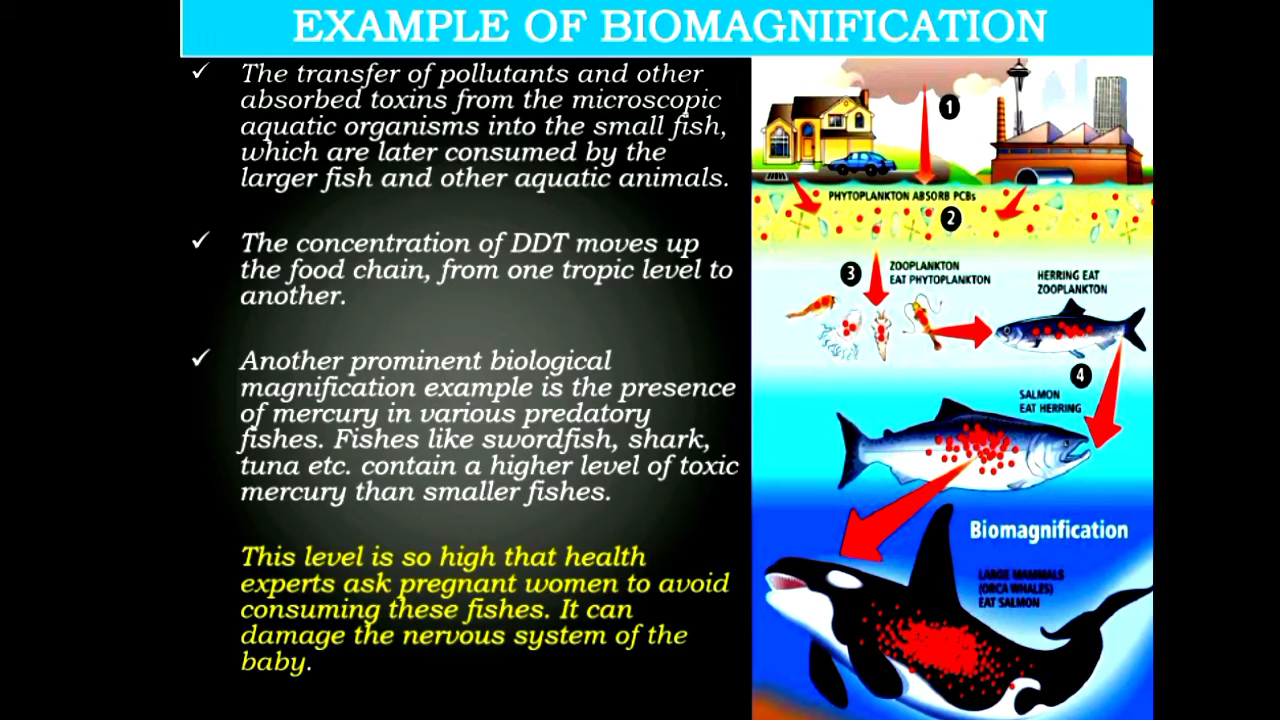 EXAMPLE OF BIOMAGNIFICATION
✓ The transfer of pollutants and other
absorbed toxins from the microscopic
aquatic organisms into the small fish,
which are later consumed by the
larger fish and other aquatic animals.
✓ The concentration of DDT moves up
the food chain, from one tropic level to
another.
✓ Another prominent biological
magnification example is the presence
of mercury in various predatory
fishes. Fishes like swordfish, shark,
tuna etc. contain a higher level of toxic
mercury than smaller fishes.
This level is so high that health
experts ask pregnant women to avoid
consuming these fishes. It can
damage the nervous system of the
baby.
1
PHYTOPLANKTON ABSORB PCBs
2
3
ZOOPLANKTON
EAT PHYTOPLANKTON
HERRING EAT
ZOOPLANKTON
4
SALMON
EAT HERRING
Biomagnification
LARGE MAMMALS
(ORCA WHALES)
EAT SALMON